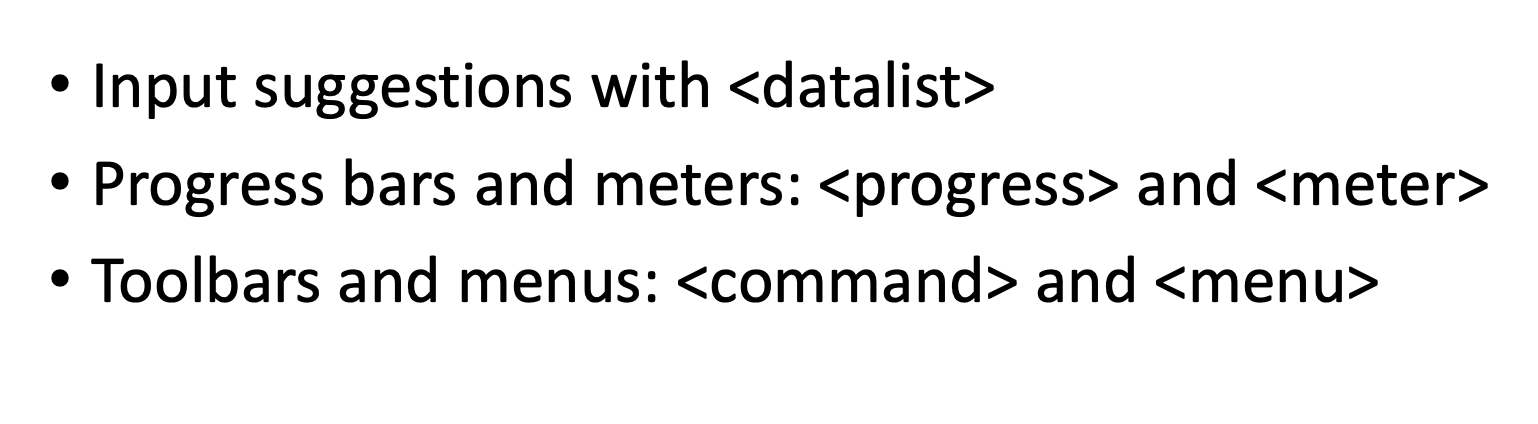 • Input suggestions with <datalist>
• Progress bars and meters: <progress> and <meter>
• Toolbars and menus: <command> and <menu>